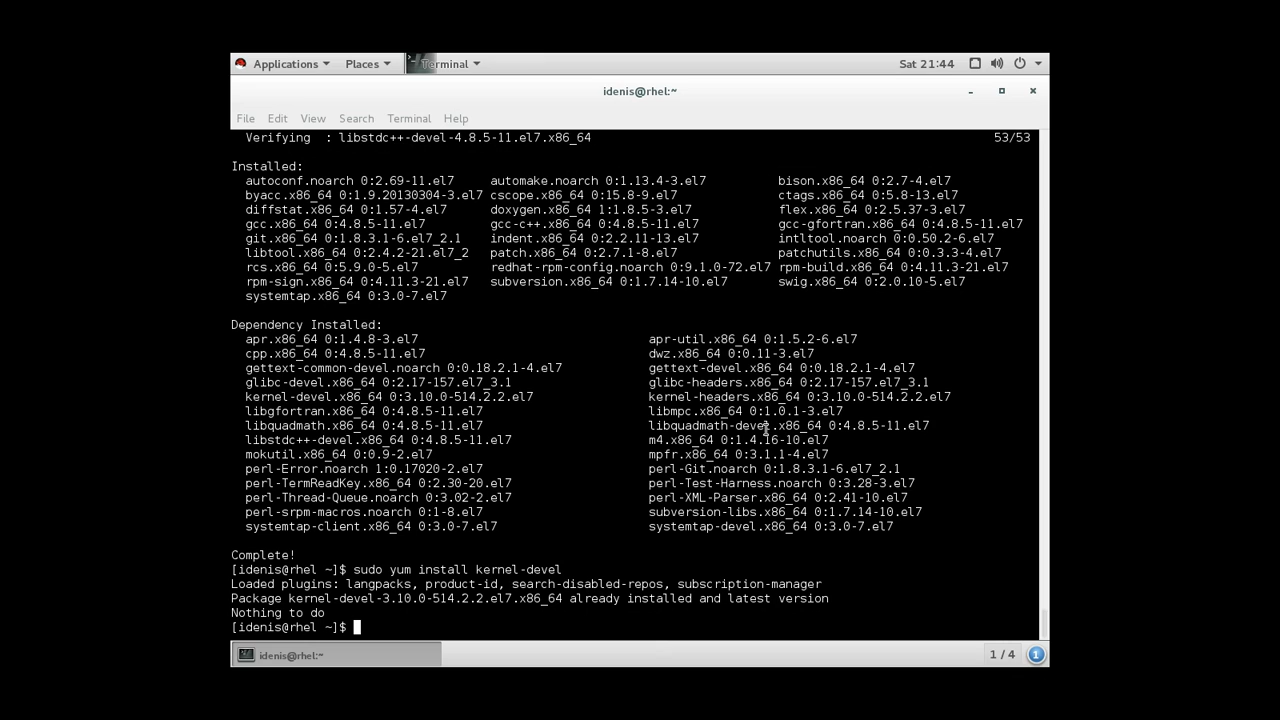 Applications Places Terminal Sat 21:44
idenis@rhel:~
File Edit View Search Terminal Help
Verifying : libstdc++-devel-4.8.5-11.el7.x86_64 53/53
Installed:
autoconf.noarch 0:2.69-11.el7 automake.noarch 0:1.13.4-3.el7 bison.x86_64 0:2.7-4.el7
byacc.x86_64 0:1.9.20130304-3.el7 cscope.x86_64 0:15.8-9.el7 ctags.x86_64 0:5.8-13.el7
diffstat.x86_64 0:1.57-4.el7 doxygen.x86_64 1:1.8.5-3.el7 flex.x86_64 0:2.5.37-3.el7
gcc.x86_64 0:4.8.5-11.el7 gcc-c++.x86_64 0:4.8.5-11.el7 gcc-gfortran.x86_64 0:4.8.5-11.el7
git.x86_64 0:1.8.3.1-6.el7_2.1 indent.x86_64 0:2.2.11-13.el7 intltool.noarch 0:0.50.2-6.el7
libtool.x86_64 0:2.4.2-21.el7_2 patch.x86_64 0:2.7.1-8.el7 patchutils.x86_64 0:0.3.3-4.el7
rcs.x86_64 0:5.9.0-5.el7 redhat-rpm-config.noarch 0:9.1.0-72.el7 rpm-build.x86_64 0:4.11.3-21.el7
rpm-sign.x86_64 0:4.11.3-21.el7 subversion.x86_64 0:1.7.14-10.el7 swig.x86_64 0:2.0.10-5.el7
systemtap.x86_64 0:3.0-7.el7
Dependency Installed:
apr.x86_64 0:1.4.8-3.el7 apr-util.x86_64 0:1.5.2-6.el7
cpp.x86_64 0:4.8.5-11.el7 dwz.x86_64 0:0.11-3.el7
gettext-common-devel.noarch 0:0.18.2.1-4.el7 gettext-devel.x86_64 0:0.18.2.1-4.el7
glibc-devel.x86_64 0:2.17-157.el7_3.1 glibc-headers.x86_64 0:2.17-157.el7_3.1
kernel-devel.x86_64 0:3.10.0-514.2.2.el7 kernel-headers.x86_64 0:3.10.0-514.2.2.el7
libgfortran.x86_64 0:4.8.5-11.el7 libmpc.x86_64 0:1.0.1-3.el7
libquadmath.x86_64 0:4.8.5-11.el7 libquadmath-devel.x86_64 0:4.8.5-11.el7
libstdc++-devel.x86_64 0:4.8.5-11.el7 m4.x86_64 0:1.4.16-10.el7
mokutil.x86_64 0:0.9-2.el7 mpfr.x86_64 0:3.1.1-4.el7
perl-Error.noarch 1:0.17020-2.el7 perl-Git.noarch 0:1.8.3.1-6.el7_2.1
perl-TermReadKey.x86_64 0:2.30-20.el7 perl-Test-Harness.noarch 0:3.28-3.el7
perl-Thread-Queue.noarch 0:3.02-2.el7 perl-XML-Parser.x86_64 0:2.41-10.el7
perl-srpm-macros.noarch 0:1-8.el7 subversion-libs.x86_64 0:1.7.14-10.el7
systemtap-client.x86_64 0:3.0-7.el7 systemtap-devel.x86_64 0:3.0-7.el7
Complete!
[idenis@rhel ~]$ sudo yum install kernel-devel
Loaded plugins: langpacks, product-id, search-disabled-repos, subscription-manager
Package kernel-devel-3.10.0-514.2.2.el7.x86_64 already installed and latest version
Nothing to do
[idenis@rhel ~]$
idenis@rhel:~ 1 / 4 1